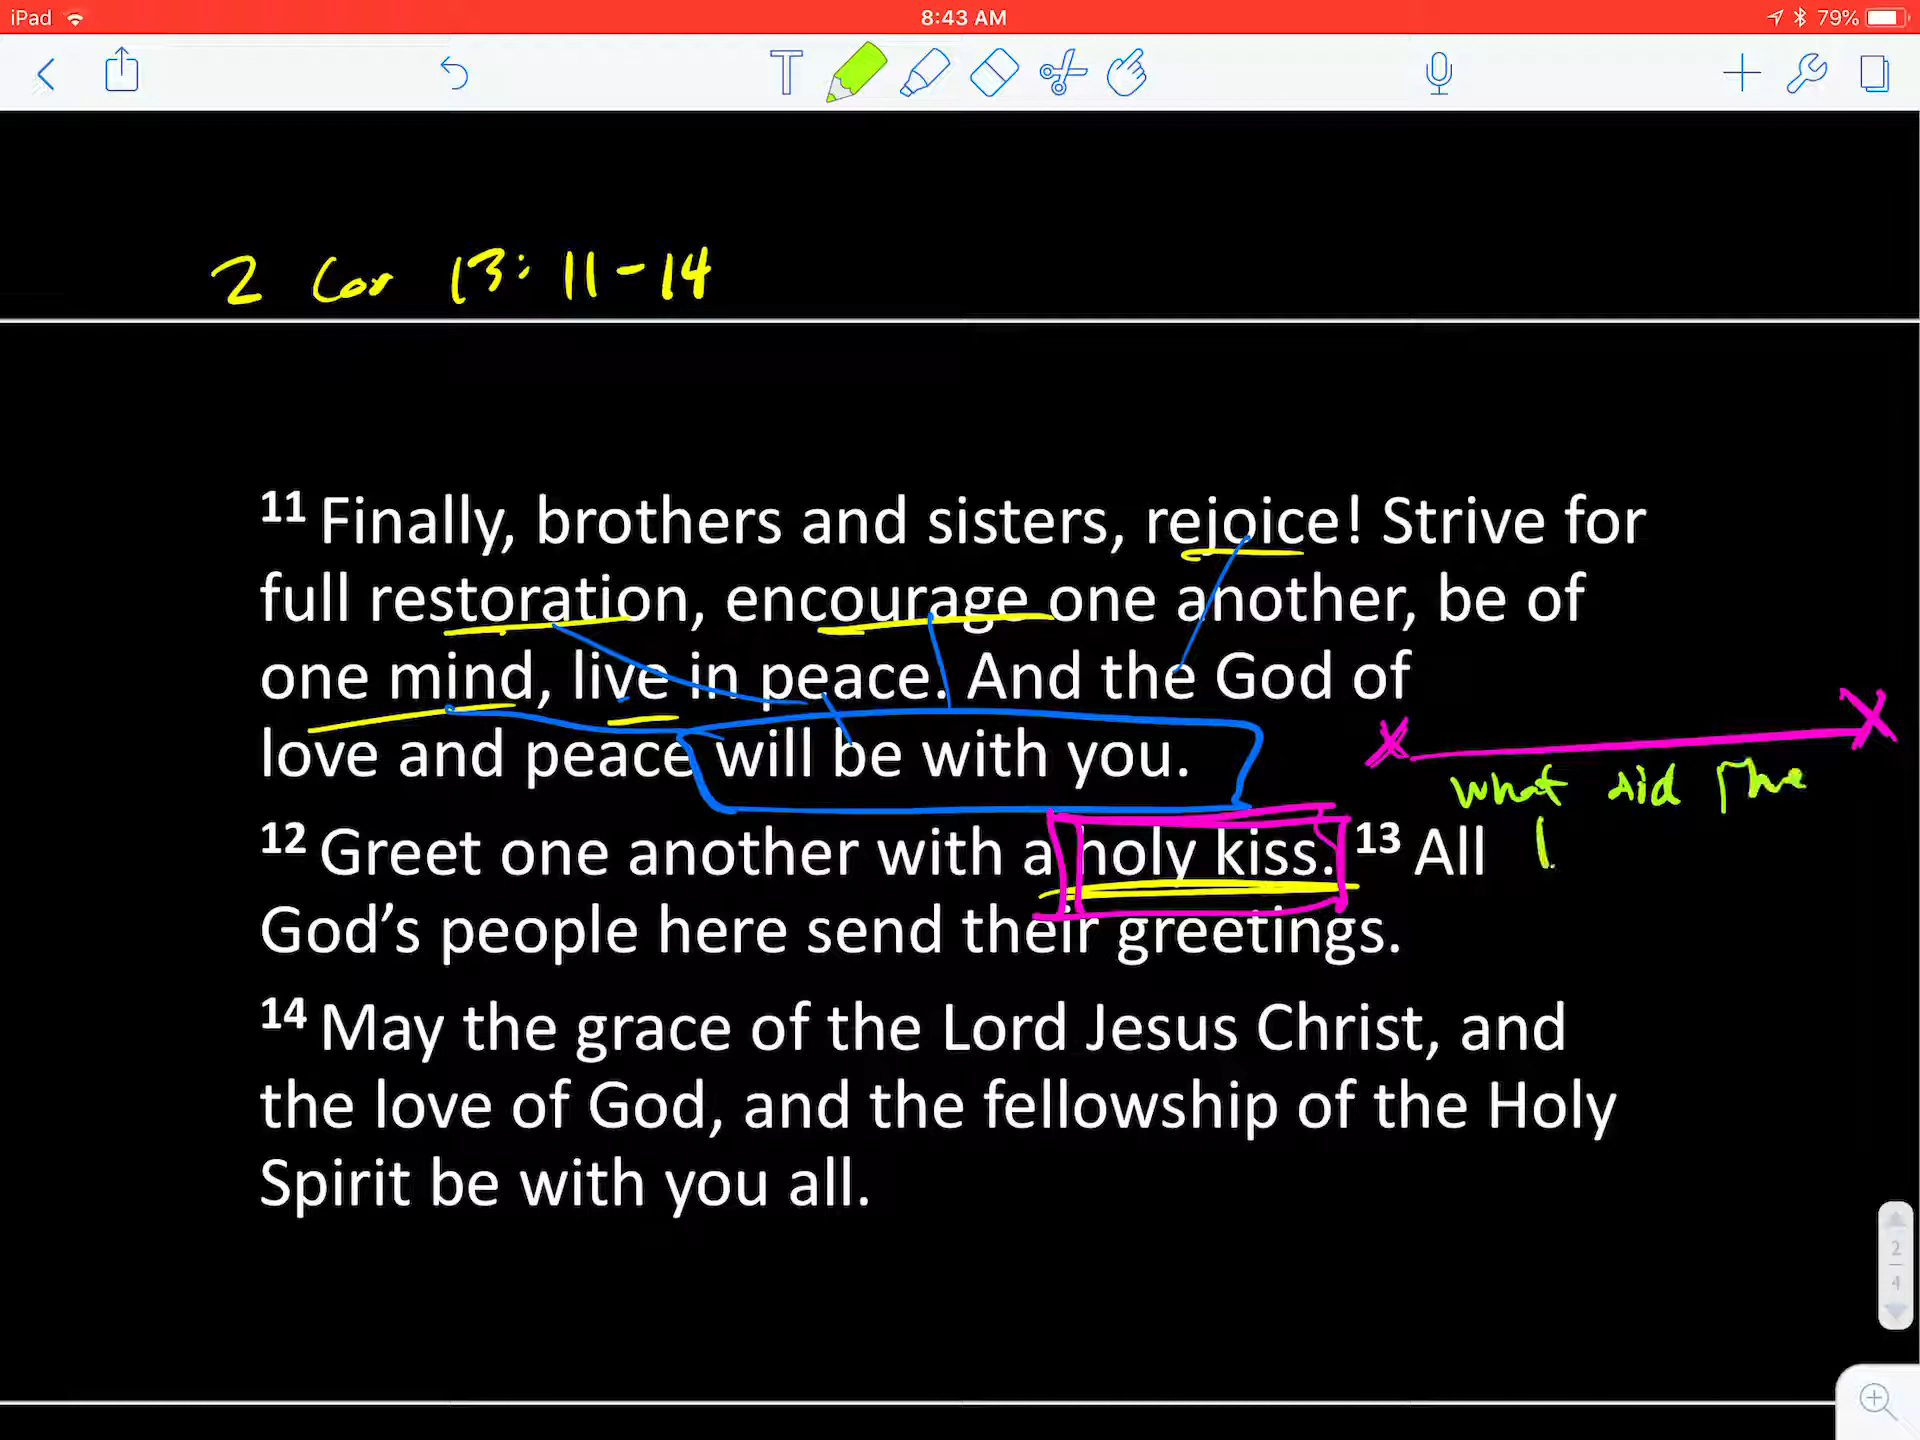 iPad 8:43 AM 79%
T
2 Cor 13: 11-14
11 Finally, brothers and sisters, rejoice! Strive for
full restoration, encourage one another, be of
one mind, live in peace. And the God of
love and peace will be with you.
what did The
12 Greet one another with a holy kiss. 13 All
God’s people here send their greetings.
14 May the grace of the Lord Jesus Christ, and
the love of God, and the fellowship of the Holy
Spirit be with you all.
2
4